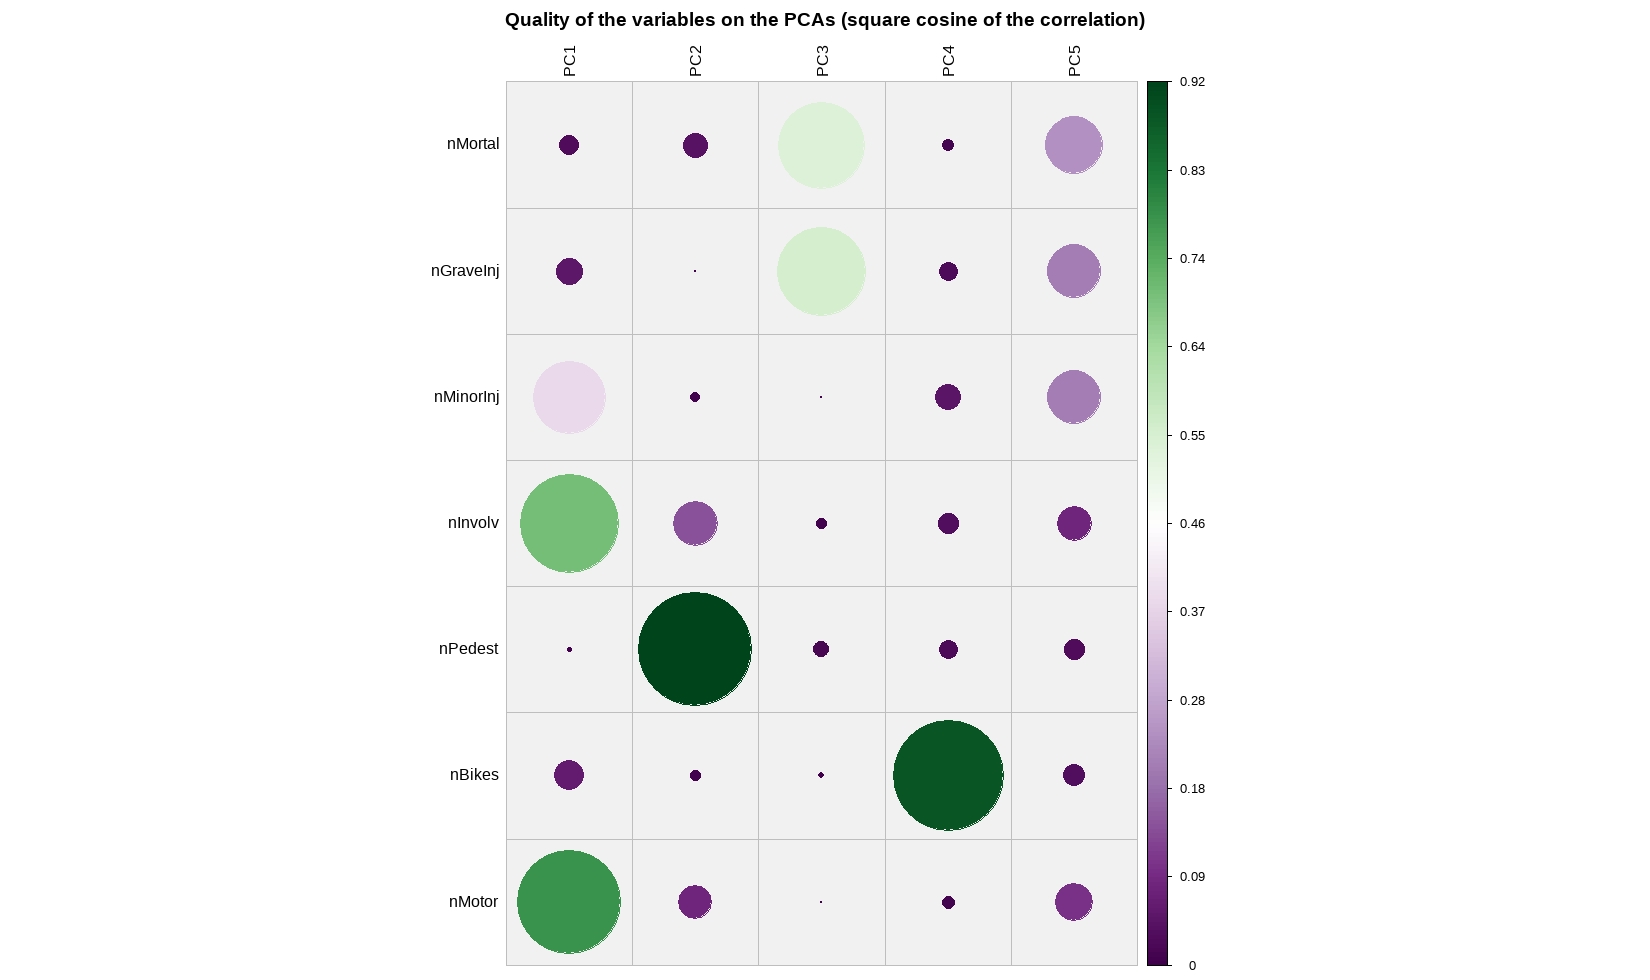 Quality of the variables on the PCAs (square cosine of the correlation)
PC1 PC2 PC3 PC4 PC5
nMortal
nGraveInj
nMinorInj
nInvolv
nPedest
nBikes
nMotor
0.92
0.83
0.74
0.64
0.55
0.46
0.37
0.28
0.18
0.09
0